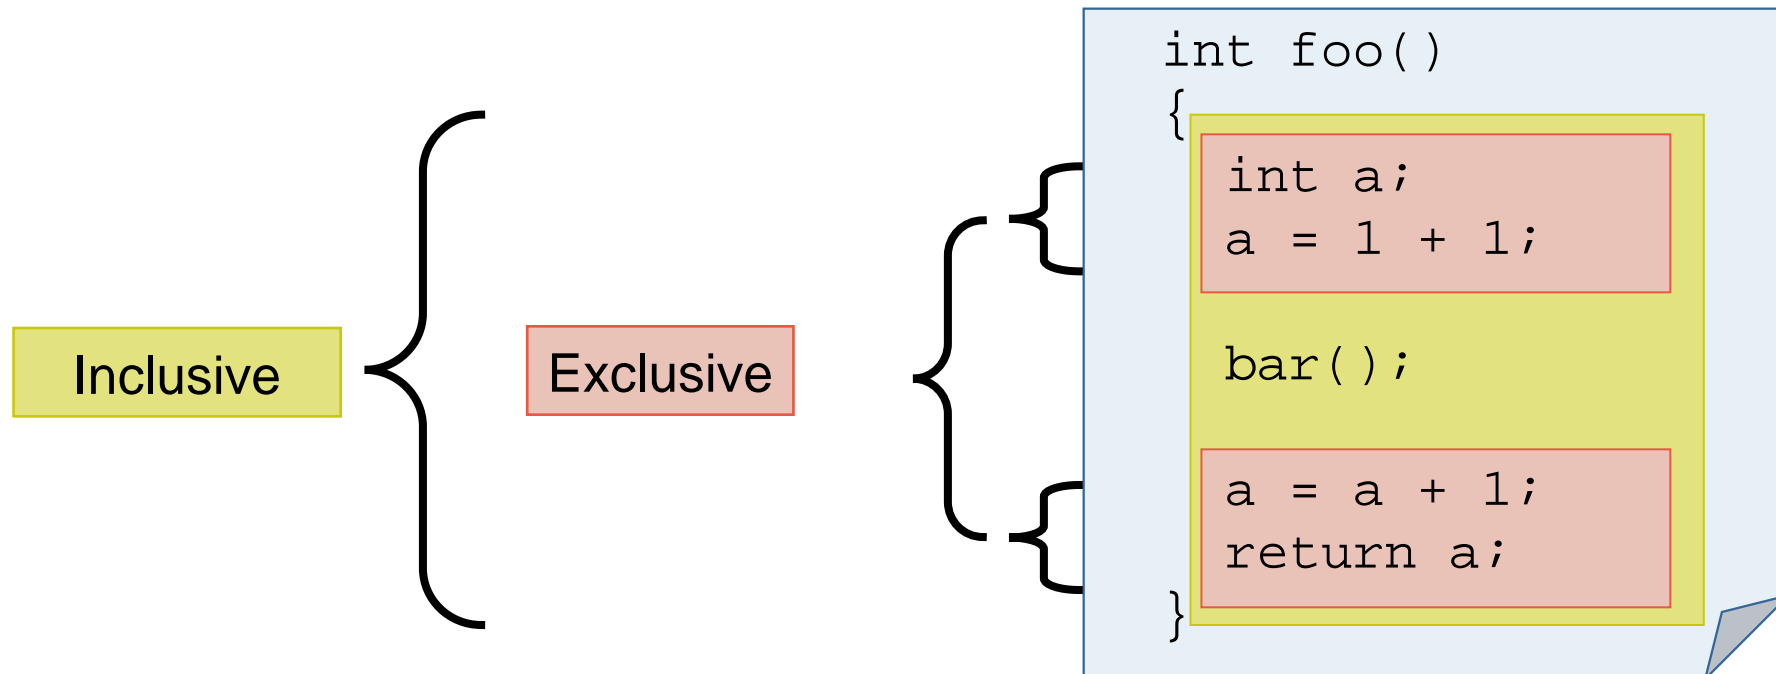 int foo()
{
int a;
a = 1 + 1;
Inclusive
Exclusive
bar();
a = a + 1;
return a;
}